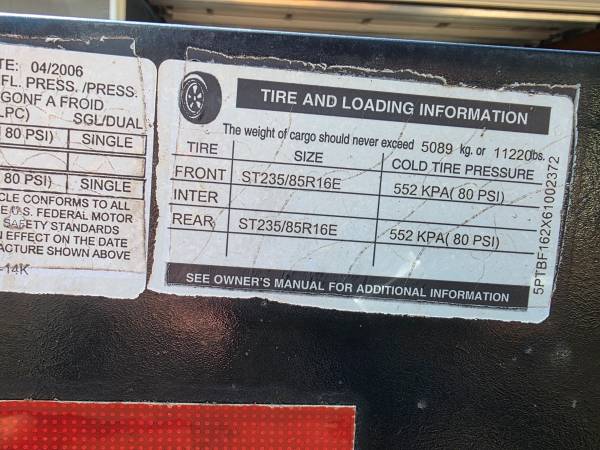 TE: 04/2006
FL. PRESS. /PRESS.
GONF A FROID
LPC) SGL/DUAL
80 PSI) SINGLE
80 PSI) SINGLE
CLE CONFORMS TO ALL
E U.S. FEDERAL MOTOR
SAFETY STANDARDS
N EFFECT ON THE DATE
ACTURE SHOWN ABOVE
-14K
TIRE AND LOADING INFORMATION
The weight of cargo should never exceed 5089 kg. or 11220lbs.
TIRE SIZE COLD TIRE PRESSURE
FRONT ST235/85R16E 552 KPA( 80 PSI)
INTER
REAR ST235/85R16E 552 KPA( 80 PSI)
SEE OWNER'S MANUAL FOR ADDITIONAL INFORMATION
5PTBF162X61002372